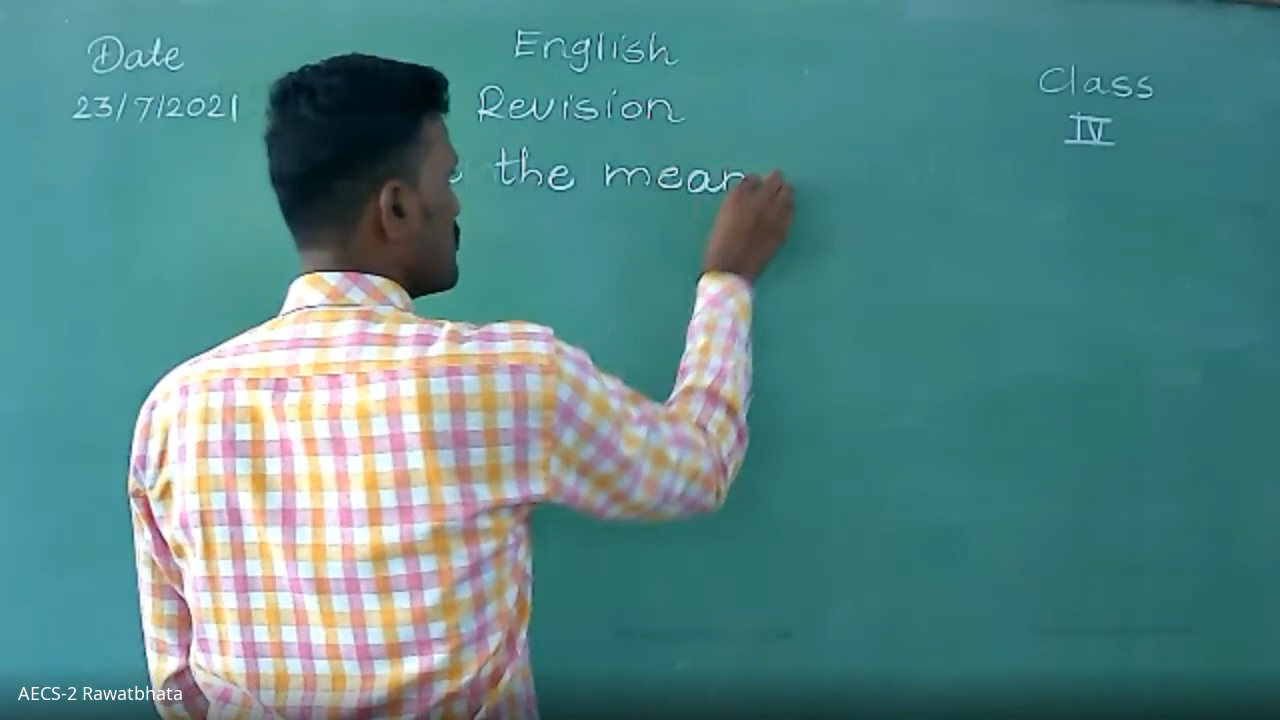 Date
23/7/2021
English
Revision
Class
IV
the mean
AECS-2 Rawatbhata